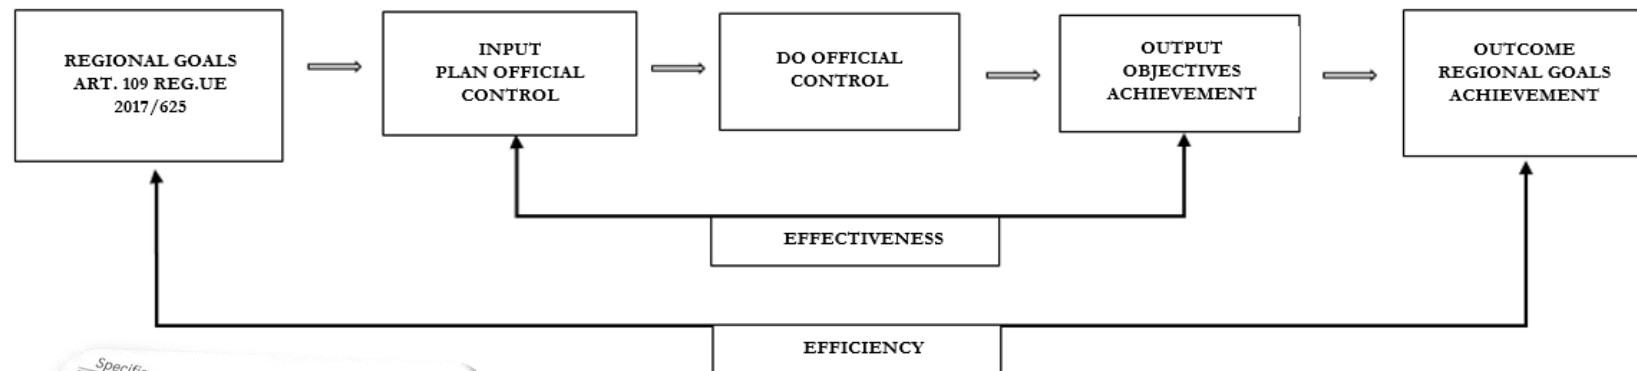 REGIONAL GOALS
ART. 109 REG.UE
2017/625
INPUT
PLAN OFFICIAL
CONTROL
DO OFFICIAL
CONTROL
OUTPUT
OBJECTIVES
ACHIEVEMENT
OUTCOME
REGIONAL GOALS
ACHIEVEMENT
EFFECTIVENESS
EFFICIENCY